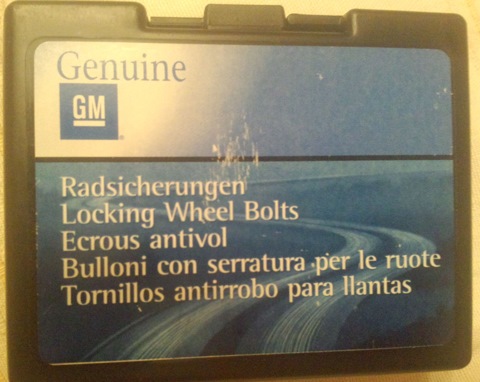 Genuine
GM
Radsicherungen
Locking Wheel Bolts
Ecrous antivol
Bulloni con serratura per le ruote
Tornillos antirrobo para llantas